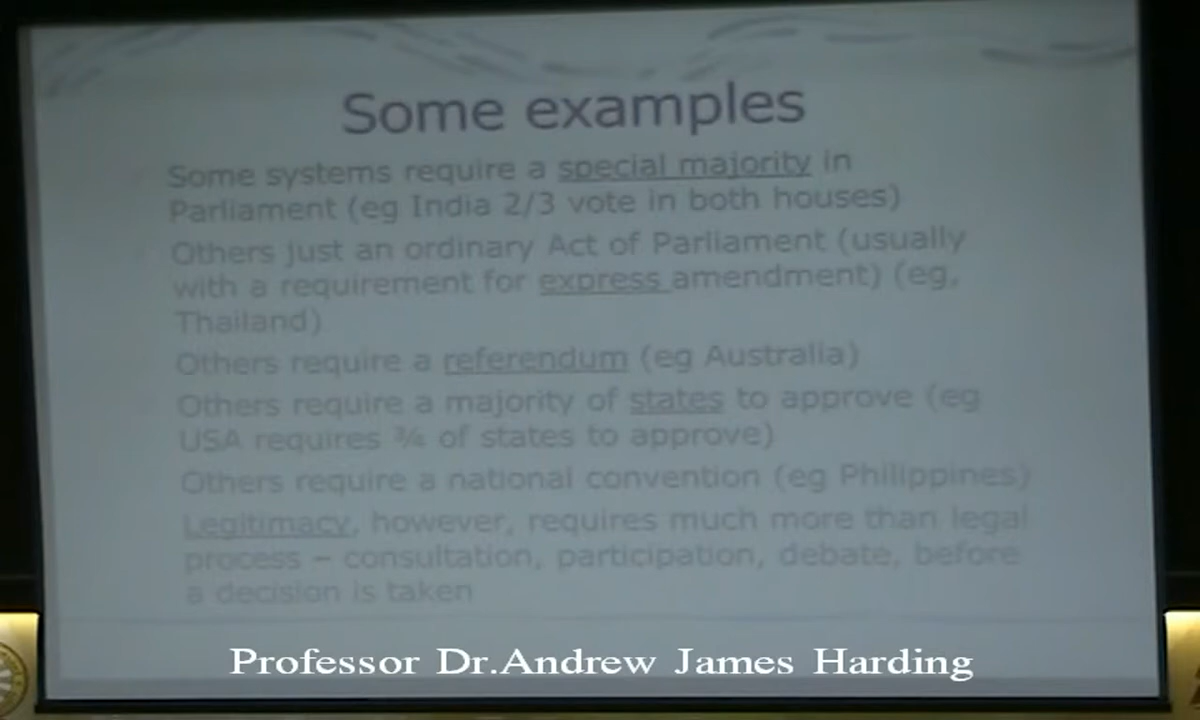 Some examples
Some systems require a special majority in
Parliament (eg India 2/3 vote in both houses)
Others just an ordinary Act of Parliament (usually
with a requirement for express amendment) (eg,
Thailand)
Others require a referendum (eg Australia)
Others require a majority of states to approve (eg
USA requires ¾ of states to approve)
Others require a national convention (eg Philippines)
Legitimacy, however, requires much more than legal
process – consultation, participation, debate, before
a decision is taken
Professor Dr.Andrew James Harding